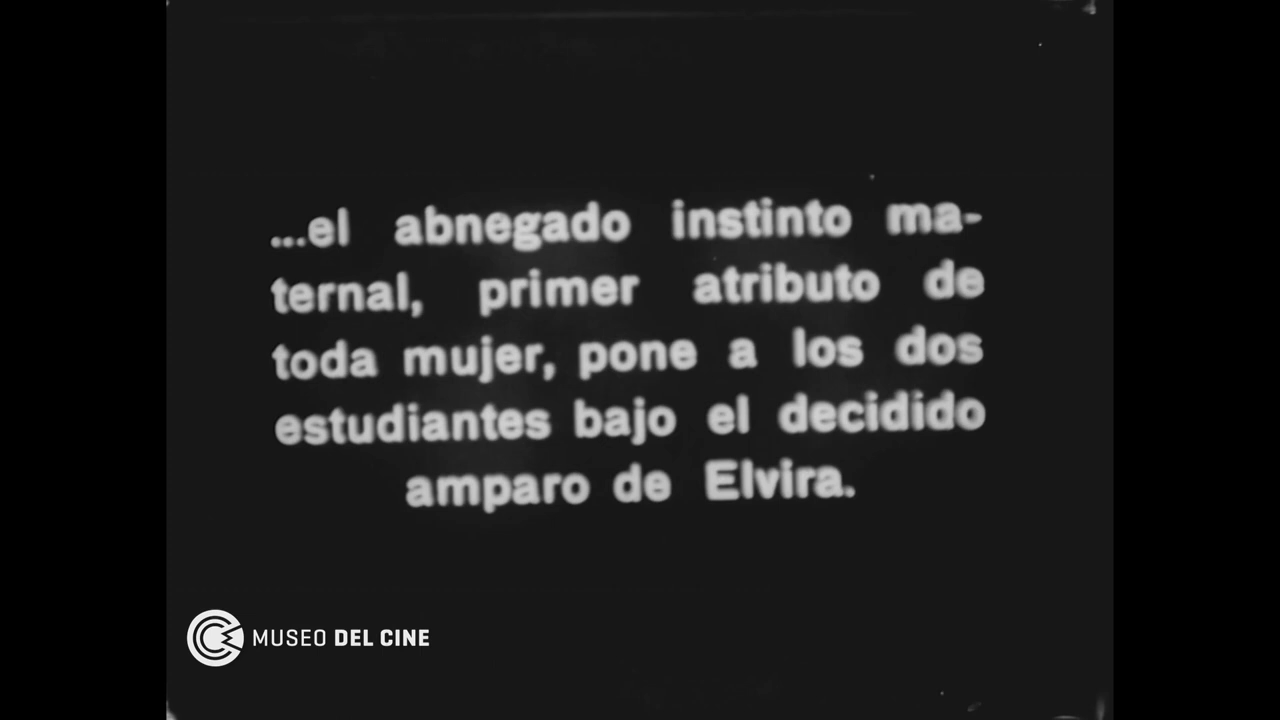 ...el abnegado instinto ma-
ternal, primer atributo de
toda mujer, pone a los dos
estudiantes bajo el decidido
amparo de Elvira.
MUSEO DEL CINE